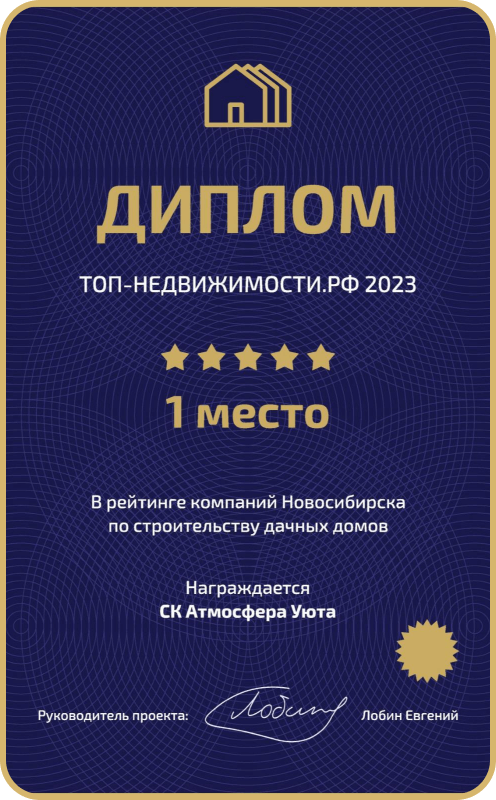 ДИПЛОМ
ТОП-НЕДВИЖИМОСТИ.РФ 2023
1 место
В рейтинге компаний Новосибирска
по строительству дачных домов
Награждается
СК Атмосфера Уюта
Руководитель проекта: Лобин Лобин Евгений